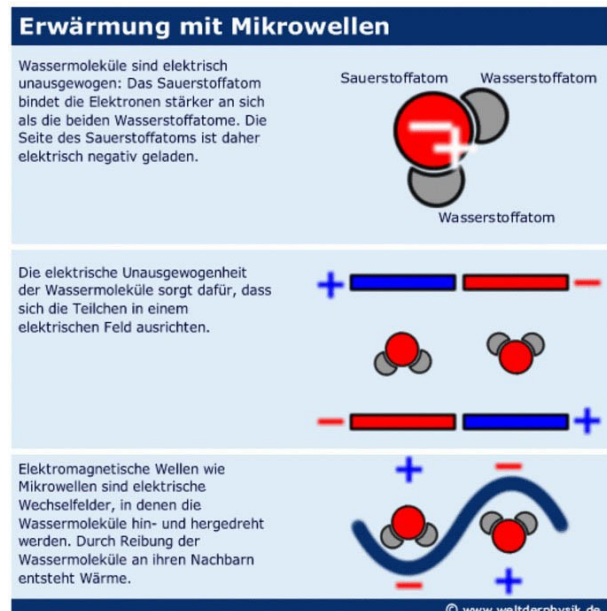 Erwärmung mit Mikrowellen
Wassermoleküle sind elektrisch
unausgewogen: Das Sauerstoffatom
bindet die Elektronen stärker an sich
als die beiden Wasserstoffatome. Die
Seite des Sauerstoffatoms ist daher
elektrisch negativ geladen.
Sauerstoffatom Wasserstoffatom
− +
Wasserstoffatom
Die elektrische Unausgewogenheit
der Wassermoleküle sorgt dafür, dass
sich die Teilchen in einem
elektrischen Feld ausrichten.
+ −
− +
Elektromagnetische Wellen wie
Mikrowellen sind elektrische
Wechselfelder, in denen die
Wassermoleküle hin- und hergedreht
werden. Durch Reibung der
Wassermoleküle an ihren Nachbarn
entsteht Wärme.
+ −
− +
© www.weltderphysik.de